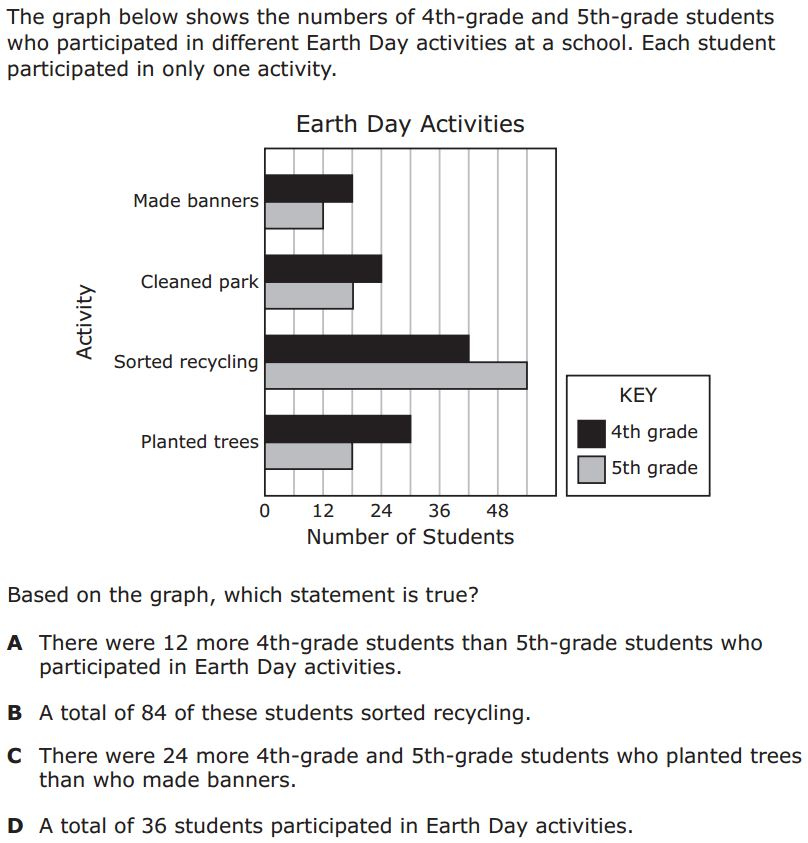 The graph below shows the numbers of 4th-grade and 5th-grade students
who participated in different Earth Day activities at a school. Each student
participated in only one activity.
Earth Day Activities
Made banners
Cleaned park
Sorted recycling
Planted trees
Activity
0 12 24 36 48
Number of Students
KEY
4th grade
5th grade
Based on the graph, which statement is true?
A There were 12 more 4th-grade students than 5th-grade students who
participated in Earth Day activities.
B A total of 84 of these students sorted recycling.
C There were 24 more 4th-grade and 5th-grade students who planted trees
than who made banners.
D A total of 36 students participated in Earth Day activities.